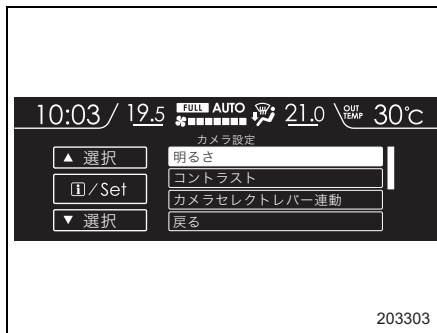 10:03 / 19.5 FULL AUTO 21.0 OUT TEMP 30℃
カメラ設定
▲ 選択
明るさ
コントラスト
i/Set
カメラセレクトレバー連動
▼ 選択
戻る
203303